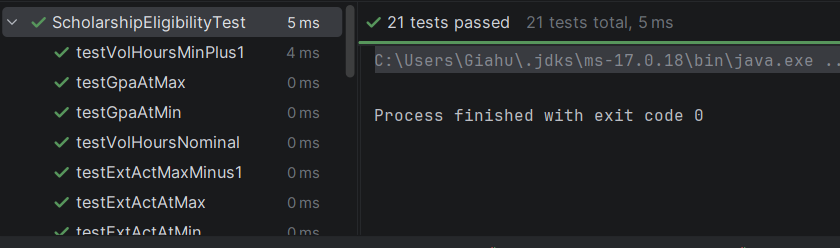 ScholarshipEligibilityTest 5 ms
testVolHoursMinPlus1 4 ms
testGpaAtMax 0 ms
testGpaAtMin 0 ms
testVolHoursNominal 0 ms
testExtActMaxMinus1 0 ms
testExtActAtMax 0 ms
testExtActAtMin 0 ms
21 tests passed 21 tests total, 5 ms
C:\Users\Giahu\.jdks\ms-17.0.18\bin\java.exe ..
Process finished with exit code 0